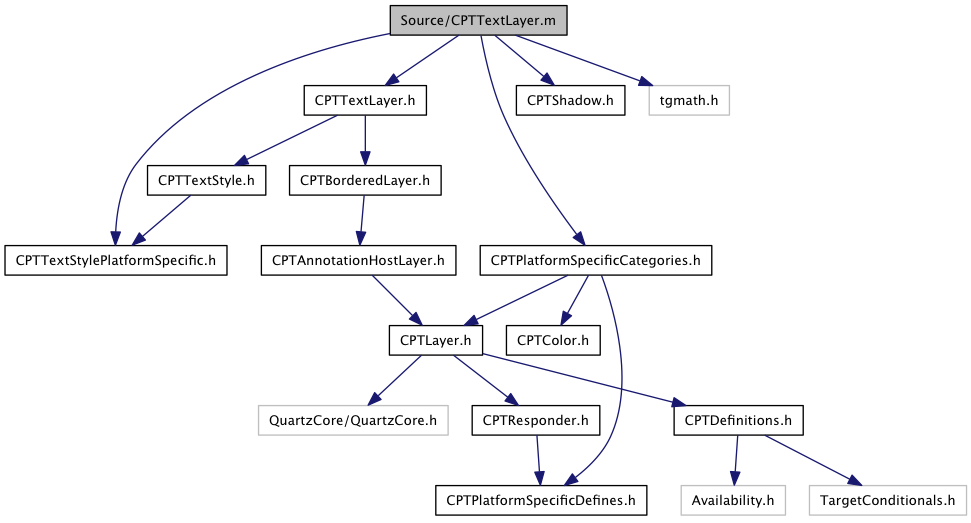 Source/CPTTextLayer.m
CPTTextLayer.h
CPTShadow.h
tgmath.h
CPTTextStyle.h
CPTBorderedLayer.h
CPTTextStylePlatformSpecific.h
CPTAnnotationHostLayer.h
CPTPlatformSpecificCategories.h
CPTLayer.h
CPTColor.h
QuartzCore/QuartzCore.h
CPTResponder.h
CPTDefinitions.h
CPTPlatformSpecificDefines.h
Availability.h
TargetConditionals.h